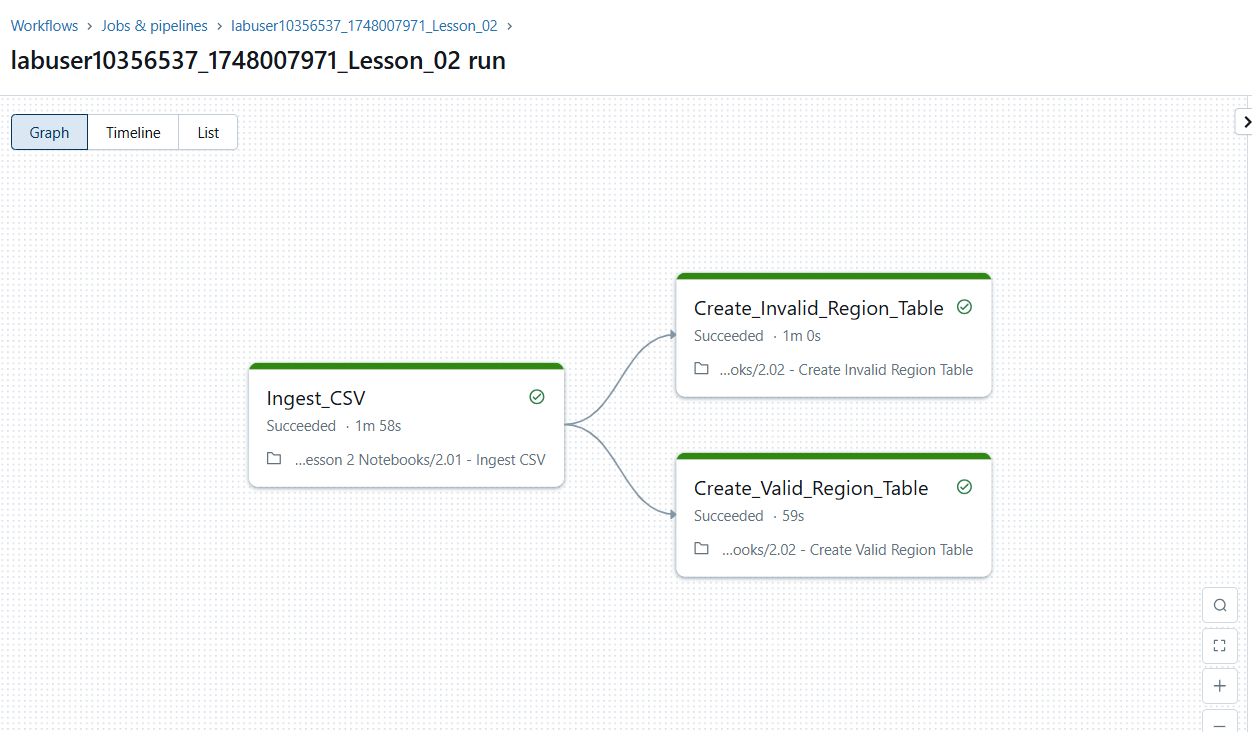 Workflows › Jobs & pipelines › labuser10356537_1748007971_Lesson_02 ›
labuser10356537_1748007971_Lesson_02 run
Graph
Timeline
List
Ingest_CSV
Succeeded · 1m 58s
...esson 2 Notebooks/2.01 - Ingest CSV
Create_Invalid_Region_Table
Succeeded · 1m 0s
...oks/2.02 - Create Invalid Region Table
Create_Valid_Region_Table
Succeeded · 59s
...ooks/2.02 - Create Valid Region Table